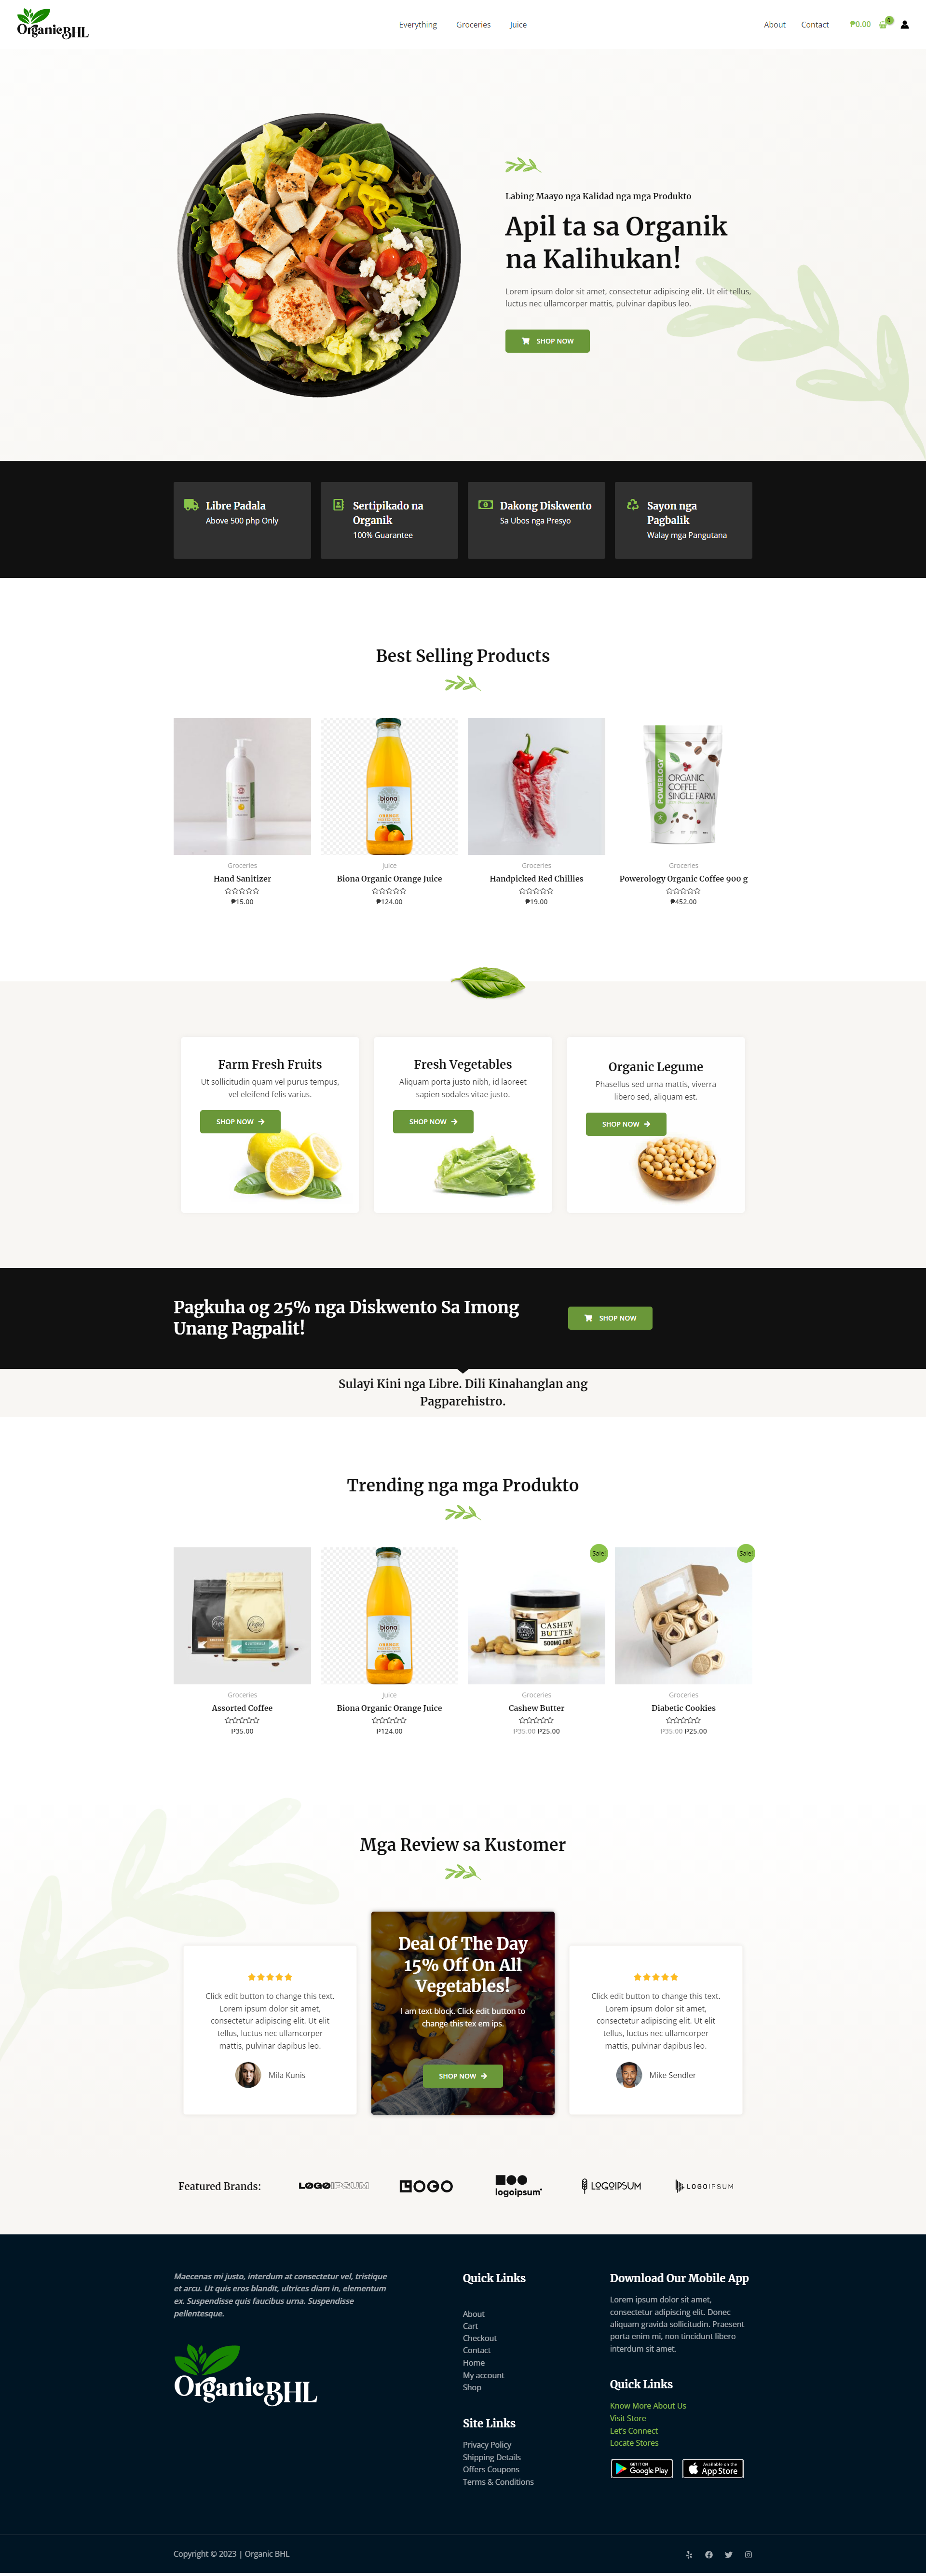 OrganicBHL
Everything
Groceries
Juice
About
Contact
₱0.00
0
Labing Maayo nga Kalidad nga mga Produkto
Apil ta sa Organik
na Kalihukan!
Lorem ipsum dolor sit amet, consectetur adipiscing elit. Ut elit tellus,
luctus nec ullamcorper mattis, pulvinar dapibus leo.
SHOP NOW
Libre Padala
Above 500 php Only
Sertipikado na
Organik
100% Guarantee
Dakong Diskwento
Sa Ubos nga Presyo
Sayon nga
Pagbalik
Walay mga Pangutana
Best Selling Products
Groceries
Hand Sanitizer
₱15.00
biona
ORANGE
Juice
Biona Organic Orange Juice
₱124.00
Groceries
Handpicked Red Chillies
₱19.00
POWERLOGY
ORGANIC
COFFEE
SINGLE FARM
Groceries
Powerology Organic Coffee 900 g
₱452.00
Farm Fresh Fruits
Ut sollicitudin quam vel purus tempus,
vel eleifend felis varius.
SHOP NOW
Fresh Vegetables
Aliquam porta justo nibh, id laoreet
sapien sodales vitae justo.
SHOP NOW
Organic Legume
Phasellus sed urna mattis, viverra
libero sed, aliquam est.
SHOP NOW
Pagkuha og 25% nga Diskwento Sa Imong
Unang Pagpalit!
SHOP NOW
Sulayi Kini nga Libre. Dili Kinahanglan ang
Pagparehistro.
Trending nga mga Produkto
Groceries
Assorted Coffee
₱35.00
biona
ORANGE
Juice
Biona Organic Orange Juice
₱124.00
Sale!
CASHEW
BUTTER
500MG CBD
Groceries
Cashew Butter
₱35.00 ₱25.00
Sale!
Groceries
Diabetic Cookies
₱35.00 ₱25.00
Mga Review sa Kustomer
Click edit button to change this text.
Lorem ipsum dolor sit amet,
consectetur adipiscing elit. Ut elit
tellus, luctus nec ullamcorper
mattis, pulvinar dapibus leo.
Mila Kunis
Deal Of The Day
15% Off On All
Vegetables!
I am text block. Click edit button to
change this tex em ips.
SHOP NOW
Click edit button to change this text.
Lorem ipsum dolor sit amet,
consectetur adipiscing elit. Ut elit
tellus, luctus nec ullamcorper
mattis, pulvinar dapibus leo.
Mike Sendler
Featured Brands:
LOGOIPSUM
LOGO
logoipsum
LOGOIPSUM
LOGOIPSUM
Maecenas mi justo, interdum at consectetur vel, tristique
et arcu. Ut quis eros blandit, ultrices diam in, elementum
ex. Suspendisse quis faucibus urna. Suspendisse
pellentesque.
OrganicBHL
Quick Links
About
Cart
Checkout
Contact
Home
My account
Shop
Site Links
Privacy Policy
Shipping Details
Offers Coupons
Terms & Conditions
Download Our Mobile App
Lorem ipsum dolor sit amet,
consectetur adipiscing elit. Donec
aliquam gravida sollicitudin. Praesent
porta enim mi, non tincidunt libero
interdum sit amet.
Quick Links
Know More About Us
Visit Store
Let's Connect
Locate Stores
GET IT ON
Google Play
Available on the
App Store
Copyright © 2023 | Organic BHL